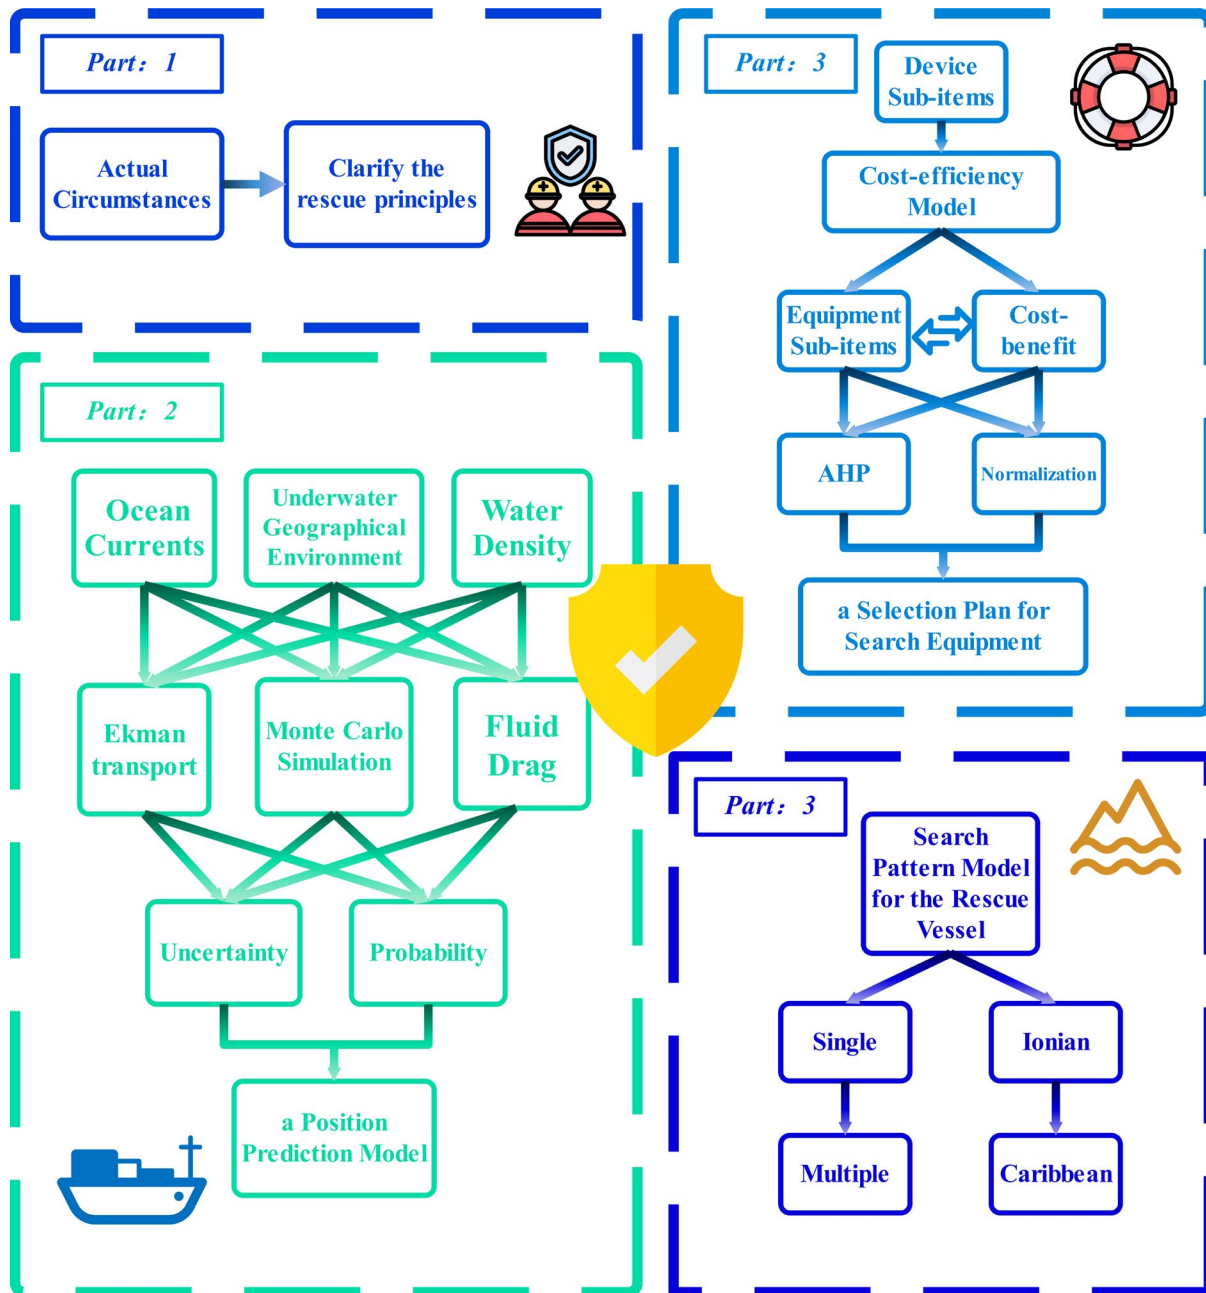 Part：1
Actual
Circumstances
Clarify the
rescue principles
Part：2
Ocean
Currents
Underwater
Geographical
Environment
Water
Density
Ekman
transport
Monte Carlo
Simulation
Fluid
Drag
Uncertainty
Probability
a Position
Prediction Model
Part：3
Device
Sub-items
Cost-efficiency
Model
Equipment
Sub-items
Cost-
benefit
AHP
Normalization
a Selection Plan for
Search Equipment
Part：3
Search
Pattern Model
for the Rescue
Vessel
Single
Ionian
Multiple
Caribbean